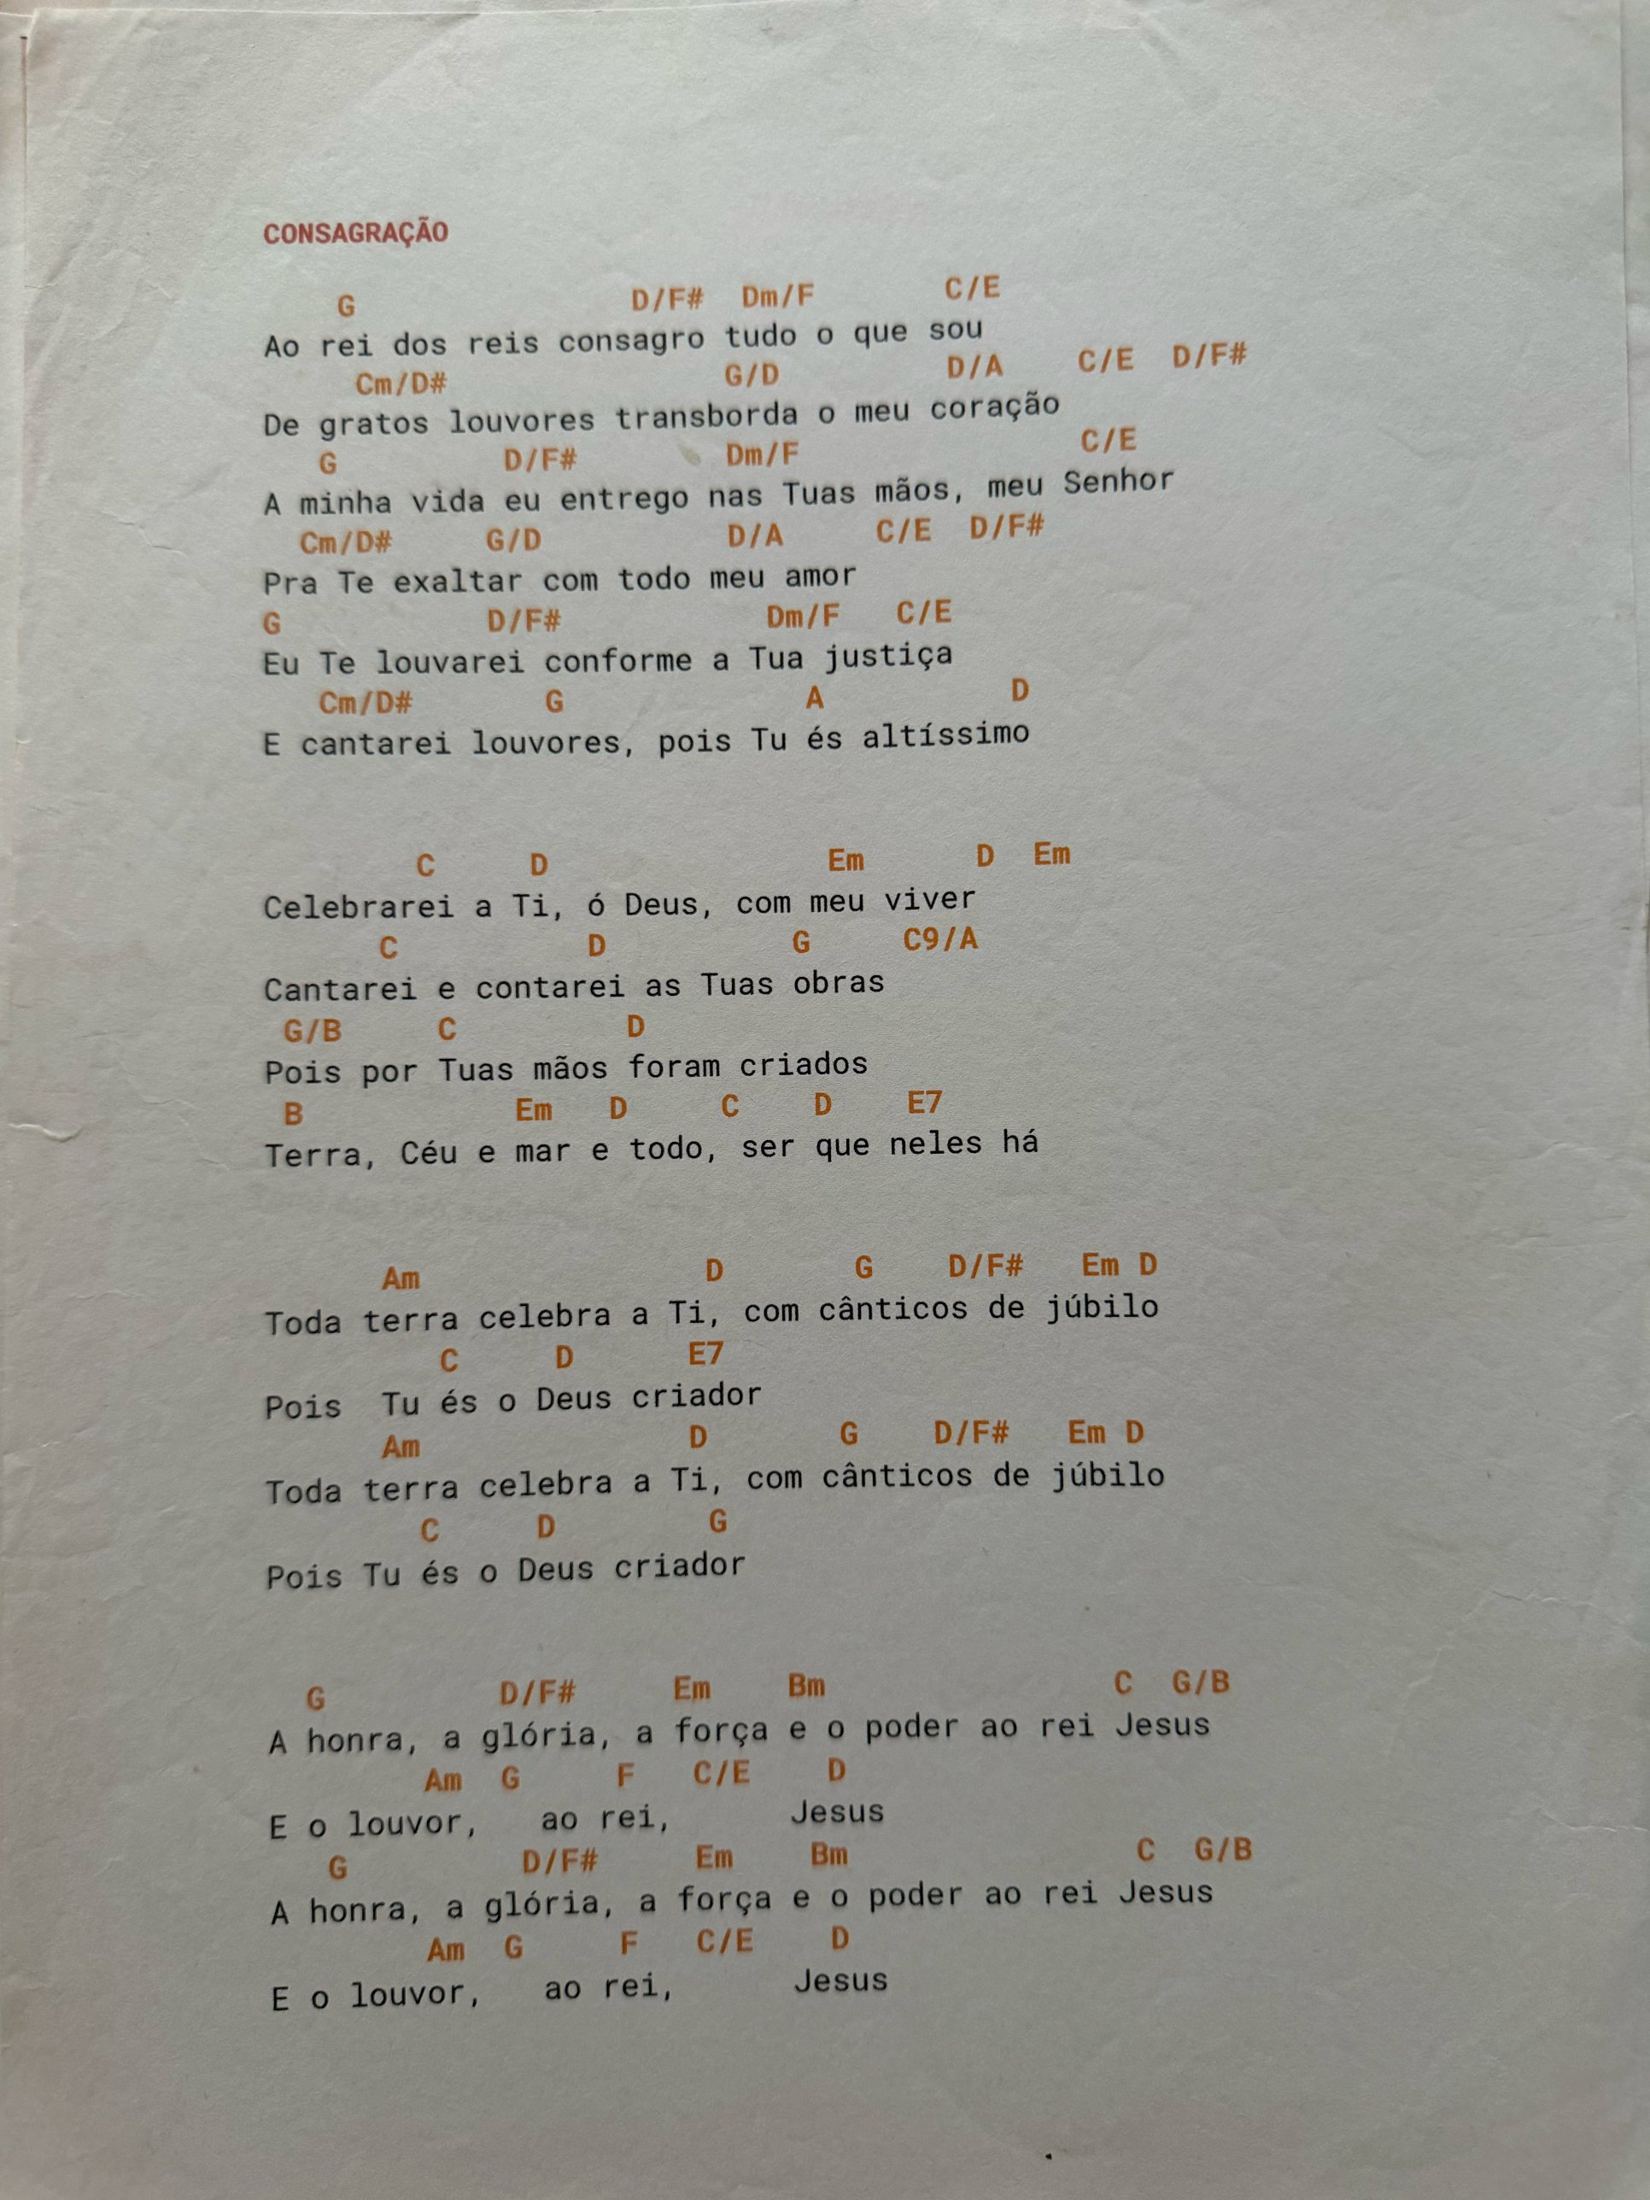 CONSAGRAÇÃO
G D/F# Dm/F C/E
Ao rei dos reis consagro tudo o que sou
Cm/D# G/D D/A C/E D/F#
De gratos louvores transborda o meu coração
G D/F# Dm/F C/E
A minha vida eu entrego nas Tuas mãos, meu Senhor
Cm/D# G/D D/A C/E D/F#
Pra Te exaltar com todo meu amor
G D/F# Dm/F C/E
Eu Te louvarei conforme a Tua justiça
Cm/D# G A D
E cantarei louvores, pois Tu és altíssimo
C D Em D Em
Celebrarei a Ti, ó Deus, com meu viver
C D G C9/A
Cantarei e contarei as Tuas obras
G/B C D
Pois por Tuas mãos foram criados
B Em D C D E7
Terra, Céu e mar e todo, ser que neles há
Am D G D/F# Em D
Toda terra celebra a Ti, com cânticos de júbilo
C D E7
Pois Tu és o Deus criador
Am D G D/F# Em D
Toda terra celebra a Ti, com cânticos de júbilo
C D G
Pois Tu és o Deus criador
G D/F# Em Bm C G/B
A honra, a glória, a força e o poder ao rei Jesus
Am G F C/E D
E o louvor, ao rei, Jesus
G D/F# Em Bm C G/B
A honra, a glória, a força e o poder ao rei Jesus
Am G F C/E D
E o louvor, ao rei, Jesus